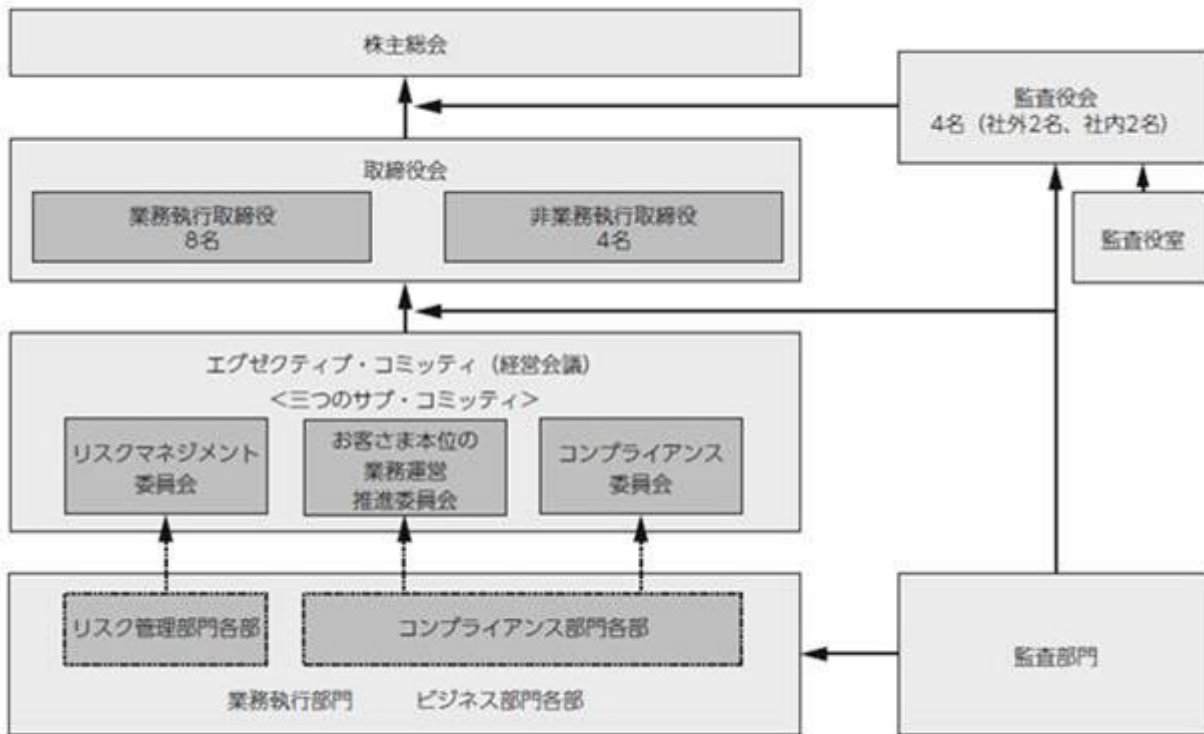 株主総会
監査役会
4名（社外2名、社内2名）
取締役会
業務執行取締役
8名
非業務執行取締役
4名
監査役室
エグゼクティブ・コミッティ（経営会議）
＜三つのサブ・コミッティ＞
リスクマネジメント
委員会
お客さま本位の
業務運営
推進委員会
コンプライアンス
委員会
リスク管理部門各部
コンプライアンス部門各部
業務執行部門　ビジネス部門各部
監査部門